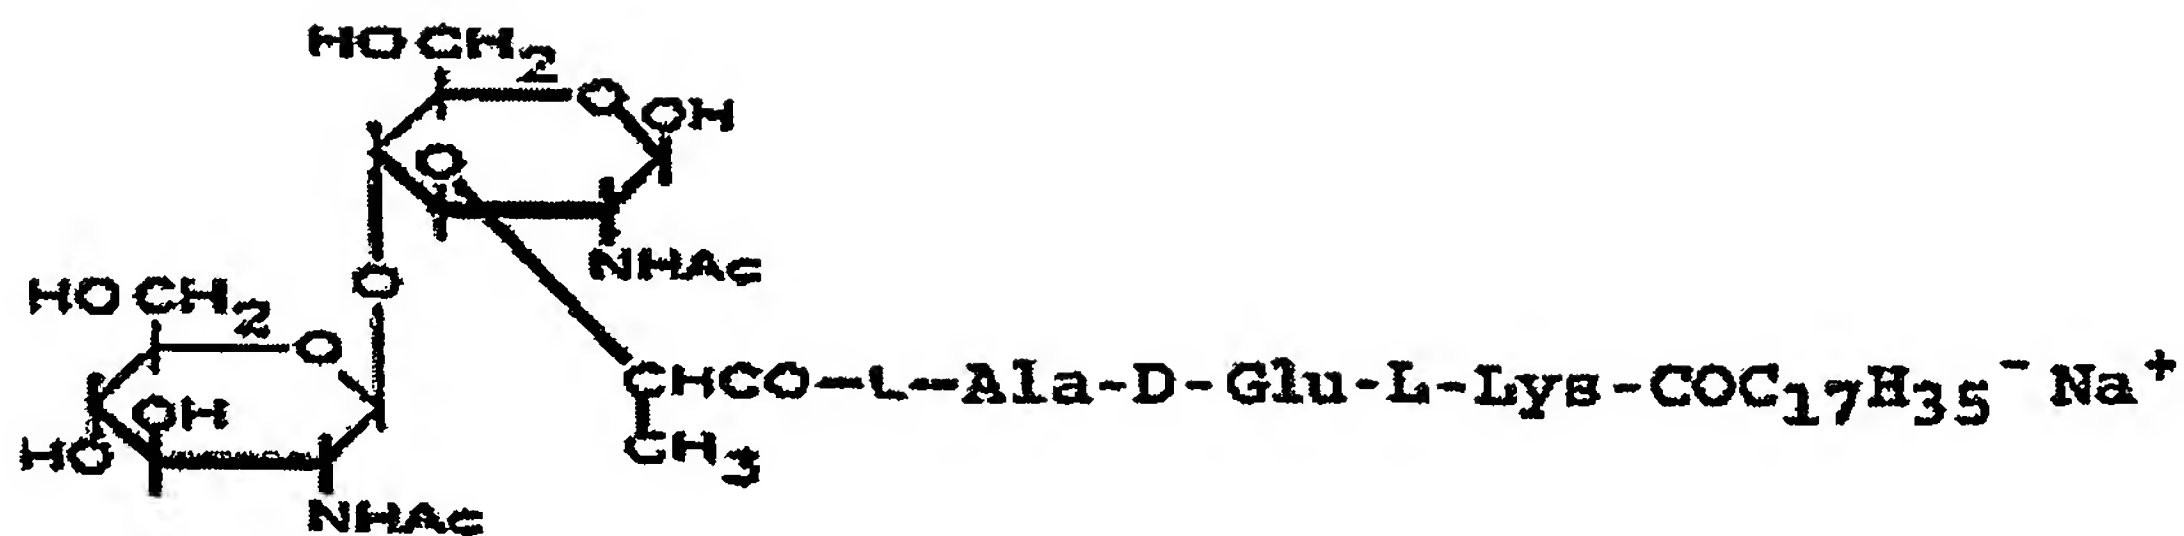 HOCH2
O
OH
O
NHAc
O
HOCH2
O
OH
HO
CHCO-L-Ala-D-Glu-L-Lys-COC17H35- Na+
CH3
NHAc